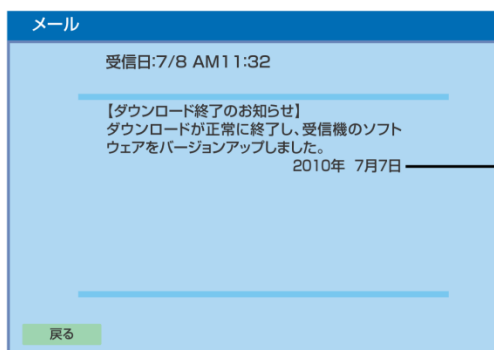 メール
受信日:7/8 AM11:32
【ダウンロード終了のお知らせ】
ダウンロードが正常に終了し、受信機のソフト
ウェアをバージョンアップしました。
2010年 7月7日
戻る